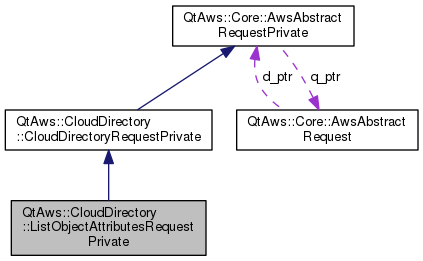 QtAws::Core::AwsAbstract
RequestPrivate
d_ptr
q_ptr
QtAws::CloudDirectory
::CloudDirectoryRequestPrivate
QtAws::Core::AwsAbstract
Request
QtAws::CloudDirectory
::ListObjectAttributesRequest
Private